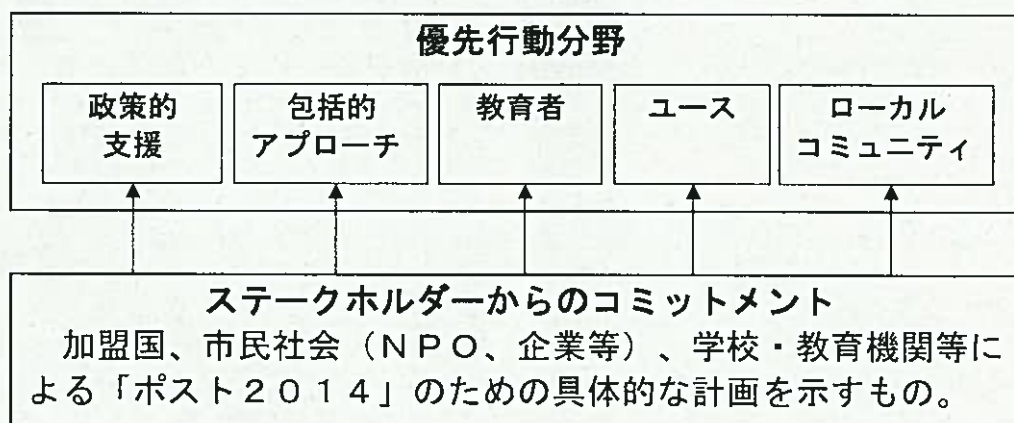 優先行動分野
政策的
支援
包括的
アプローチ
教育者
ユース
ローカル
コミュニティ
ステークホルダーからのコミットメント
加盟国、市民社会（ＮＰＯ、企業等）、学校・教育機関等に
よる「ポスト２０１４」のための具体的な計画を示すもの。